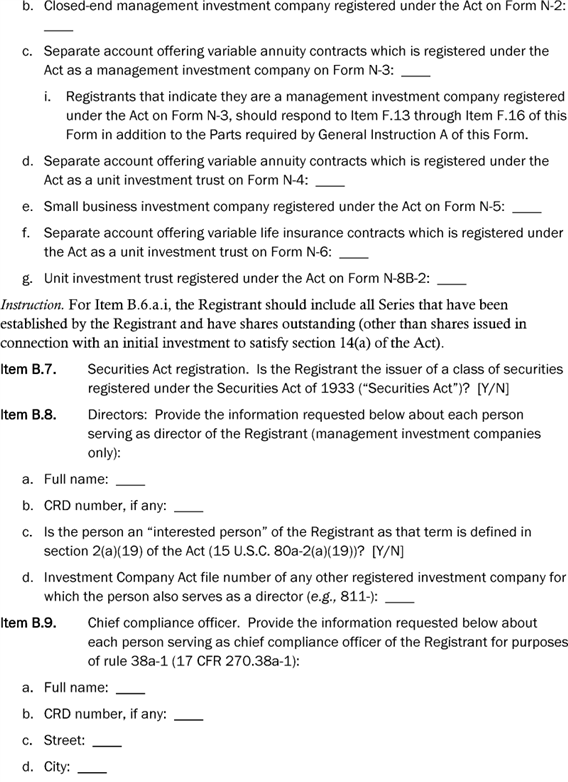 b. Closed-end management investment company registered under the Act on Form N-2:
____
c. Separate account offering variable annuity contracts which is registered under the
Act as a management investment company on Form N-3: ____
i. Registrants that indicate they are a management investment company registered
under the Act on Form N-3, should respond to Item F.13 through Item F.16 of this
Form in addition to the Parts required by General Instruction A of this Form.
d. Separate account offering variable annuity contracts which is registered under the
Act as a unit investment trust on Form N-4: ____
e. Small business investment company registered under the Act on Form N-5: ____
f. Separate account offering variable life insurance contracts which is registered under
the Act as a unit investment trust on Form N-6: ____
g. Unit investment trust registered under the Act on Form N-8B-2: ____
Instruction. For Item B.6.a.i, the Registrant should include all Series that have been
established by the Registrant and have shares outstanding (other than shares issued in
connection with an initial investment to satisfy section 14(a) of the Act).
Item B.7. Securities Act registration. Is the Registrant the issuer of a class of securities
registered under the Securities Act of 1933 (“Securities Act”)? [Y/N]
Item B.8. Directors: Provide the information requested below about each person
serving as director of the Registrant (management investment companies
only):
a. Full name: ____
b. CRD number, if any: ____
c. Is the person an “interested person” of the Registrant as that term is defined in
section 2(a)(19) of the Act (15 U.S.C. 80a-2(a)(19))? [Y/N]
d. Investment Company Act file number of any other registered investment company for
which the person also serves as a director (e.g., 811-): ____
Item B.9. Chief compliance officer. Provide the information requested below about
each person serving as chief compliance officer of the Registrant for purposes
of rule 38a-1 (17 CFR 270.38a-1):
a. Full name: ____
b. CRD number, if any: ____
c. Street: ____
d. City: ____